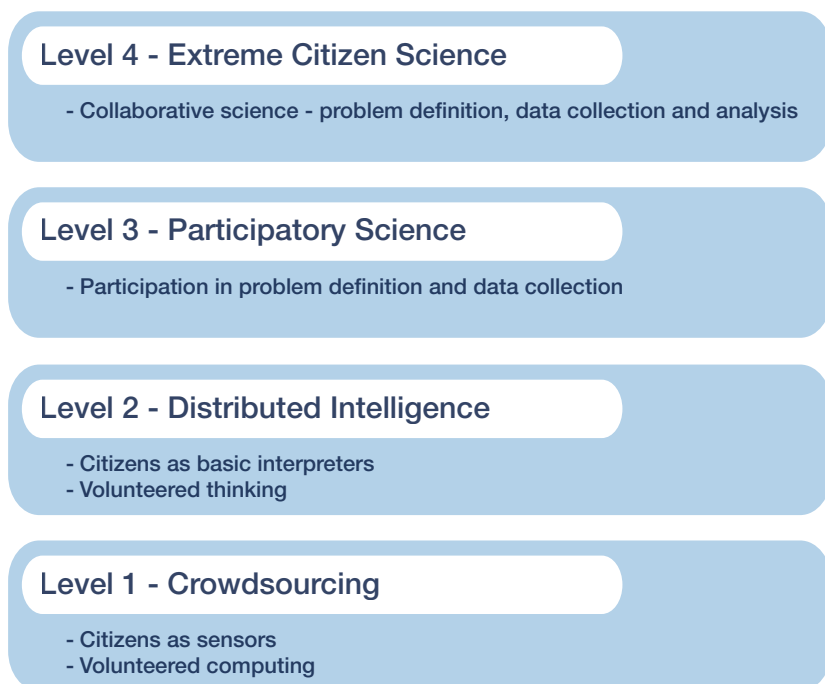 Level 4 - Extreme Citizen Science
- Collaborative science - problem definition, data collection and analysis
Level 3 - Participatory Science
- Participation in problem definition and data collection
Level 2 - Distributed Intelligence
- Citizens as basic interpreters
- Volunteered thinking
Level 1 - Crowdsourcing
- Citizens as sensors
- Volunteered computing